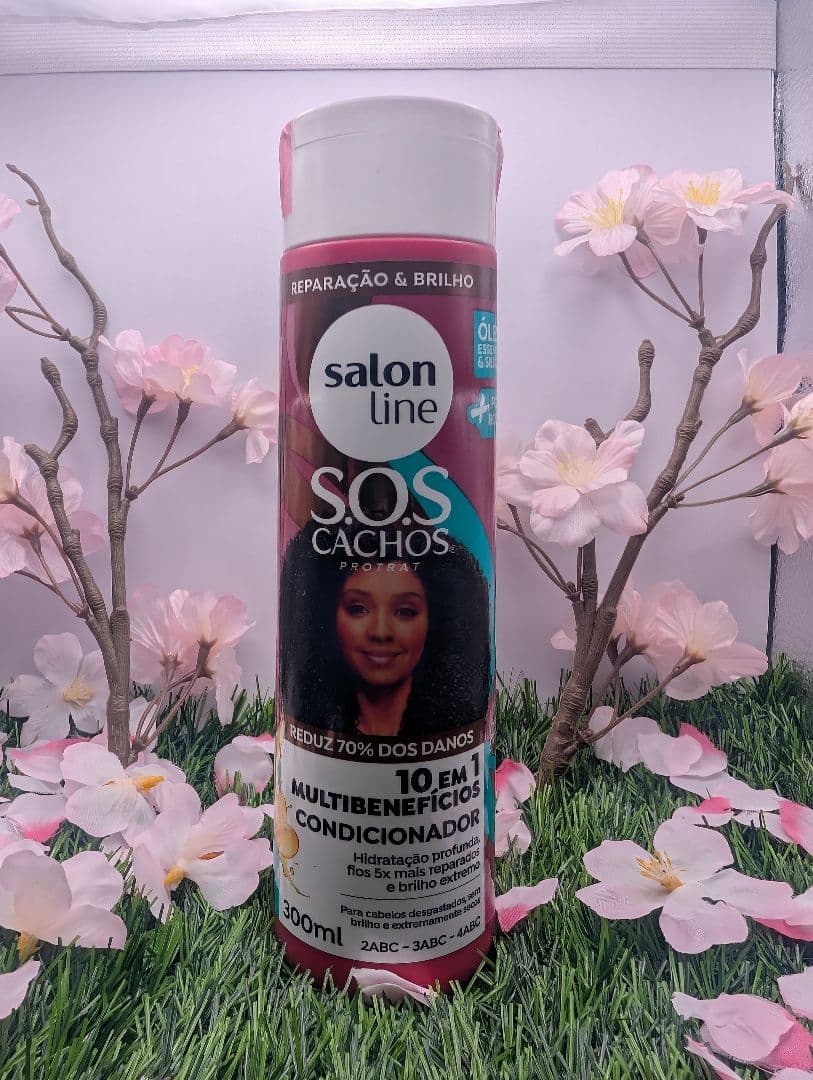 REPARAÇÃO & BRILHO
salon
line
S.O.S
CACHOS
PROTRAT
REDUZ 70% DOS DANOS
10 EM 1
MULTIBENEFÍCIOS
CONDICIONADOR
Hidratação profunda,
fios 5x mais reparados
e brilho extremo
Para cabelos desgastados, sem
brilho e extremamente secos
300ml
2ABC - 3ABC - 4ABC